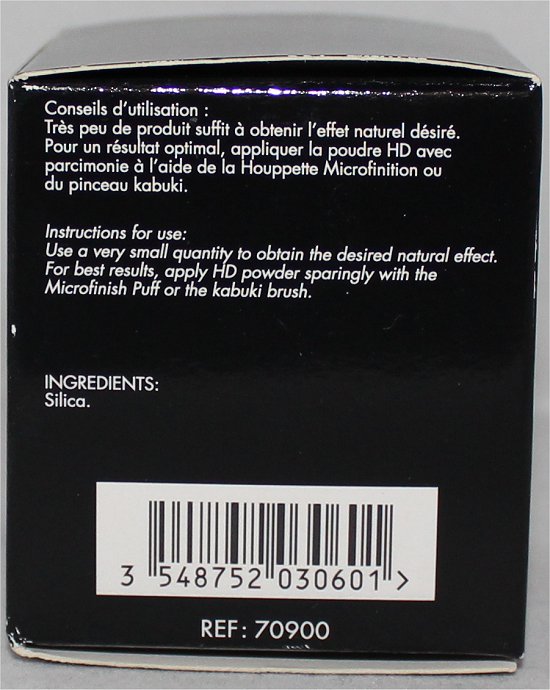 Conseils d'utilisation :
Très peu de produit suffit à obtenir l'effet naturel désiré.
Pour un résultat optimal, appliquer la poudre HD avec
parcimonie à l'aide de la Houppette Microfinition ou
du pinceau kabuki.
Instructions for use:
Use a very small quantity to obtain the desired natural effect.
For best results, apply HD powder sparingly with the
Microfinish Puff or the kabuki brush.
INGREDIENTS:
Silica.
3 548752 030601 >
REF: 70900